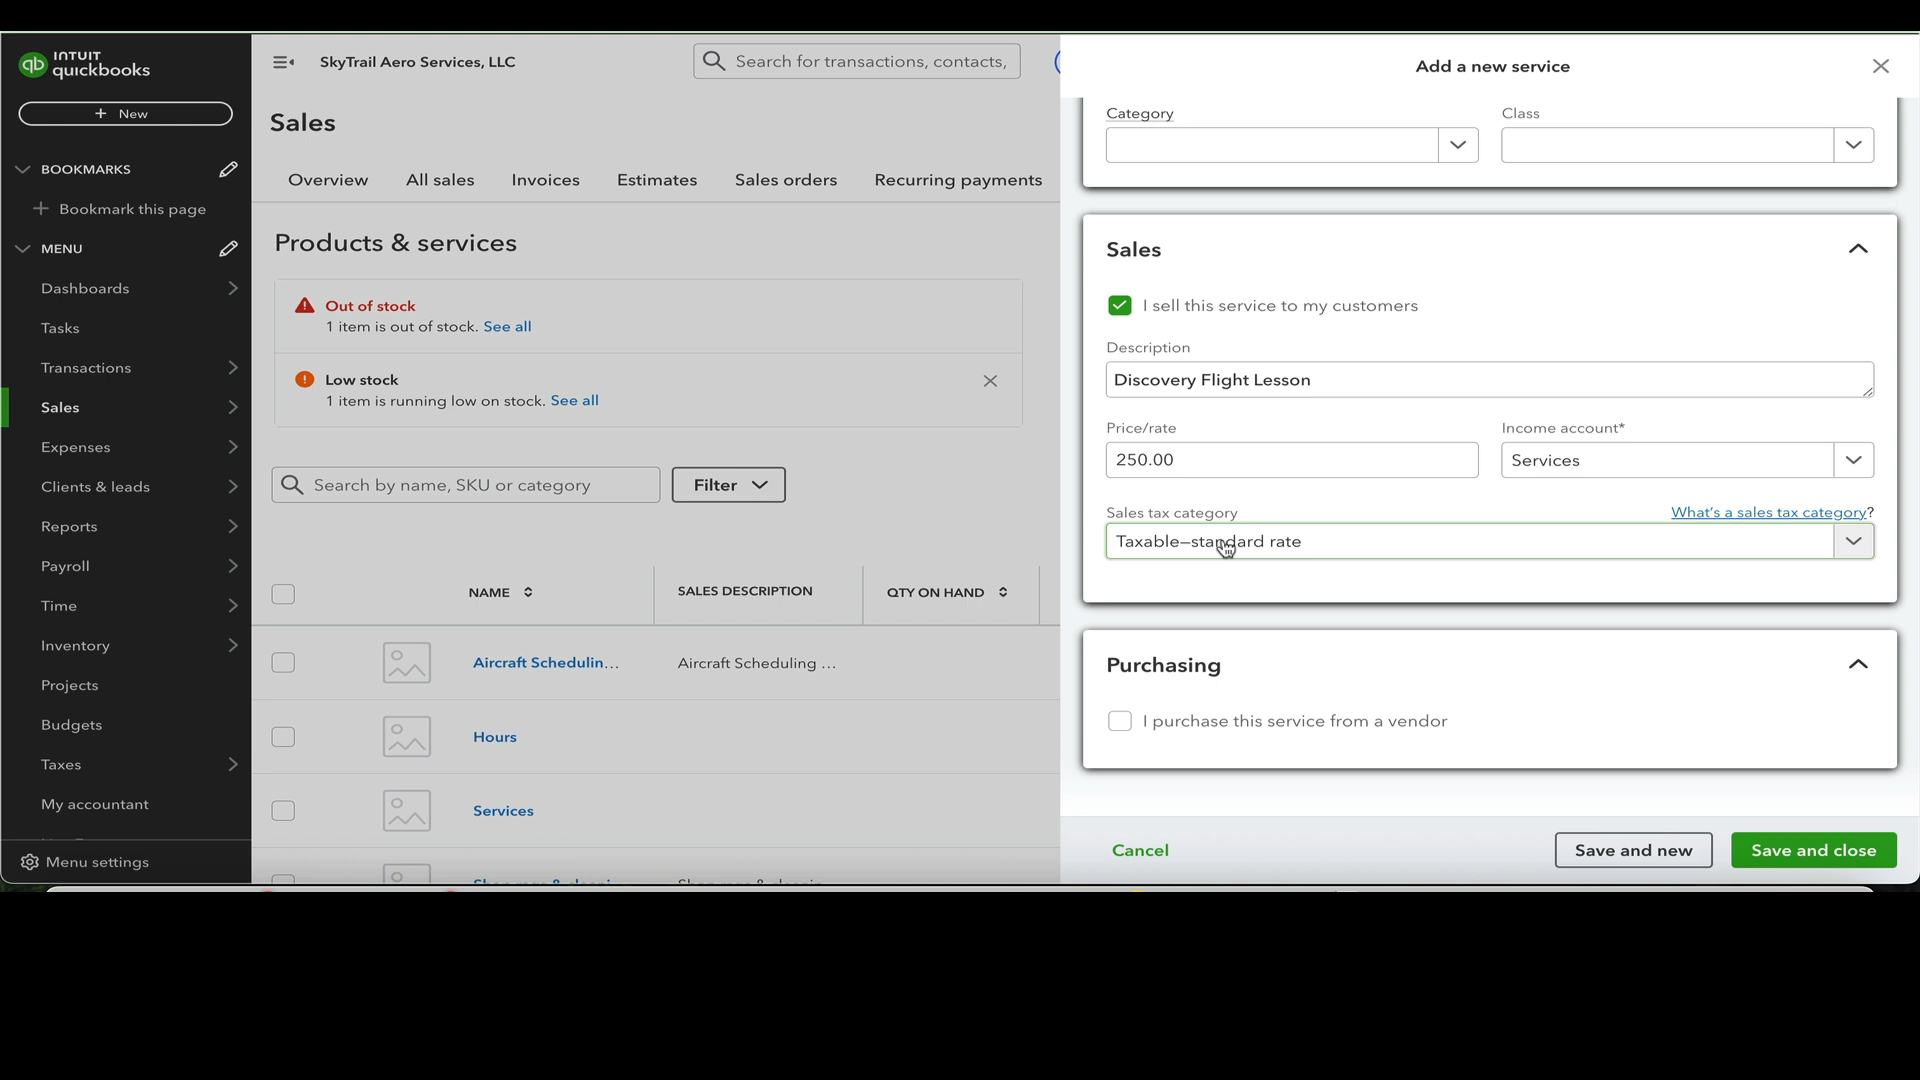 INTUIT
quickbooks
New
BOOKMARKS
Bookmark this page
MENU
Dashboards
Tasks
Transactions
Sales
Expenses
Clients & leads
Reports
Payroll
Time
Inventory
Projects
Budgets
Taxes
My accountant
Menu settings
SkyTrail Aero Services, LLC
Search for transactions, contacts,
Sales
Overview
All sales
Invoices
Estimates
Sales orders
Recurring payments
Products & services
Out of stock
1 item is out of stock. See all
Low stock
1 item is running low on stock. See all
Search by name, SKU or category
Filter
NAME
SALES DESCRIPTION
QTY ON HAND
Aircraft Schedulin...
Aircraft Scheduling ...
Hours
Services
Add a new service
Category
Class
Sales
I sell this service to my customers
Description
Discovery Flight Lesson
Price/rate
Income account*
250.00
Services
Sales tax category
What's a sales tax category?
Taxable—standard rate
Purchasing
I purchase this service from a vendor
Cancel
Save and new
Save and close